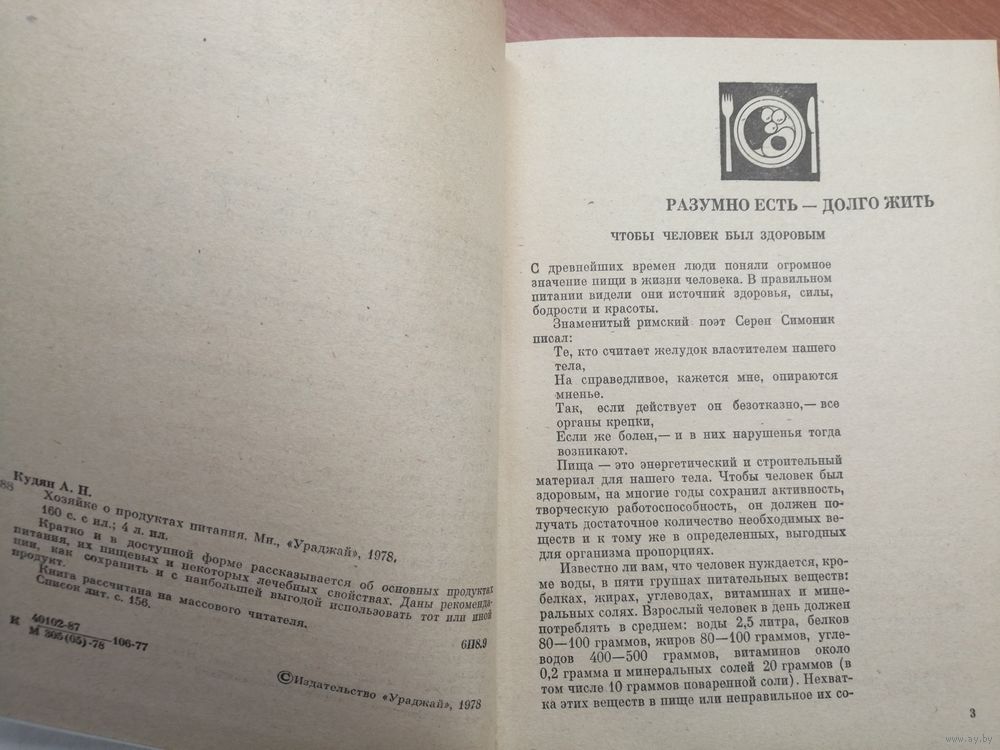 Кудян А. Н.
88
Хозяйке о продуктах питания. Мн., «Ураджай», 1978.
160 с. с ил.; 4 л. ил.
Кратко и в доступной форме рассказывается об основных продуктах
питания, их пищевых и некоторых лечебных свойствах. Даны рекоменда-
ции, как сохранить и с наибольшей выгодой использовать тот или иной
продукт.
Книга рассчитана на массового читателя.
Список лит. с. 156.
К 40102-87
М 305(05)-78 106-77
6П8.9
©Издательство «Ураджай», 1978
РАЗУМНО ЕСТЬ — ДОЛГО ЖИТЬ
ЧТОБЫ ЧЕЛОВЕК БЫЛ ЗДОРОВЫМ
С древнейших времен люди поняли огромное
значение пищи в жизни человека. В правильном
питании видели они источник здоровья, силы,
бодрости и красоты.
Знаменитый римский поэт Серен Симоник
писал:
Те, кто считает желудок властителем нашего
тела,
На справедливое, кажется мне, опираются
мненье.
Так, если действует он безотказно,— все
органы крепки,
Если же болен,— и в них нарушенья тогда
возникают.
Пища — это энергетический и строительный
материал для нашего тела. Чтобы человек был
здоровым, на многие годы сохранил активность,
творческую работоспособность, он должен по-
лучать достаточное количество необходимых ве-
ществ и к тому же в определенных, выгодных
для организма пропорциях.
Известно ли вам, что человек нуждается, кро-
ме воды, в пяти группах питательных веществ:
белках, жирах, углеводах, витаминах и мине-
ральных солях. Взрослый человек в день должен
потреблять в среднем: воды 2,5 литра, белков
80—100 граммов, жиров 80—100 граммов, угле-
водов 400—500 граммов, витаминов около
0,2 грамма и минеральных солей 20 граммов (в
том числе 10 граммов поваренной соли). Нехват-
ка этих веществ в пище или неправильное их со-
3
www.ay.by